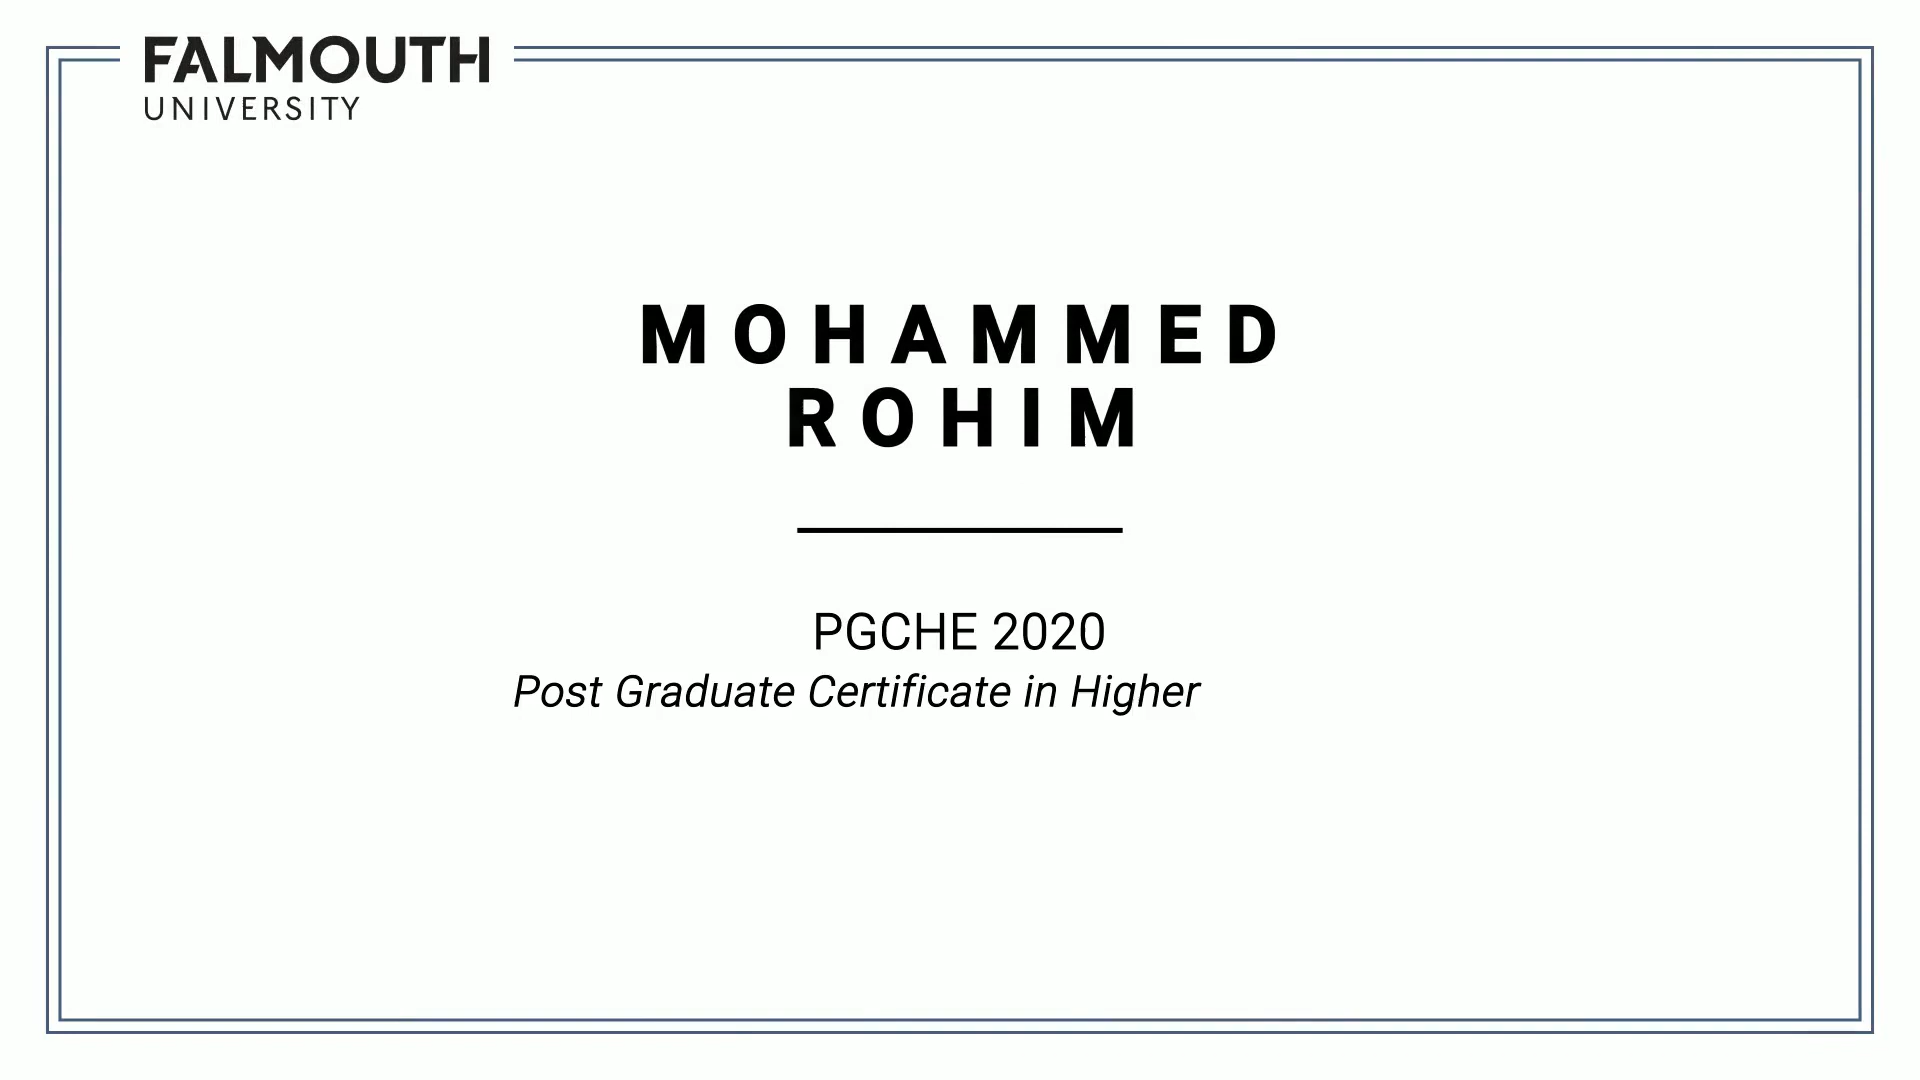 FALMOUTH
UNIVERSITY
MOHAMMED
ROHIM
PGCHE 2020
Post Graduate Certificate in Higher